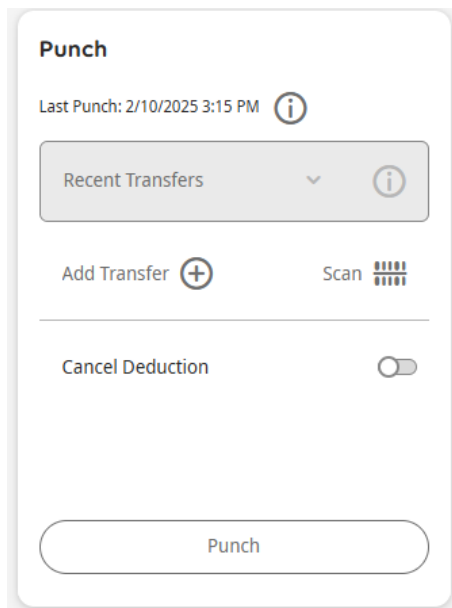 Punch
Last Punch: 2/10/2025 3:15 PM
Recent Transfers
Add Transfer Scan
Cancel Deduction
Punch